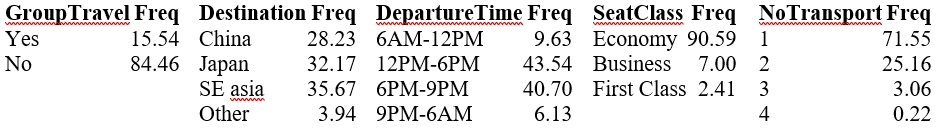 GroupTravel Freq Destination Freq DepartureTime Freq SeatClass Freq NoTransport Freq
Yes 15.54 China 28.23 6AM-12PM 9.63 Economy 90.59 1 71.55
No 84.46 Japan 32.17 12PM-6PM 43.54 Business 7.00 2 25.16
SE asia 35.67 6PM-9PM 40.70 First Class 2.41 3 3.06
Other 3.94 9PM-6AM 6.13 4 0.22